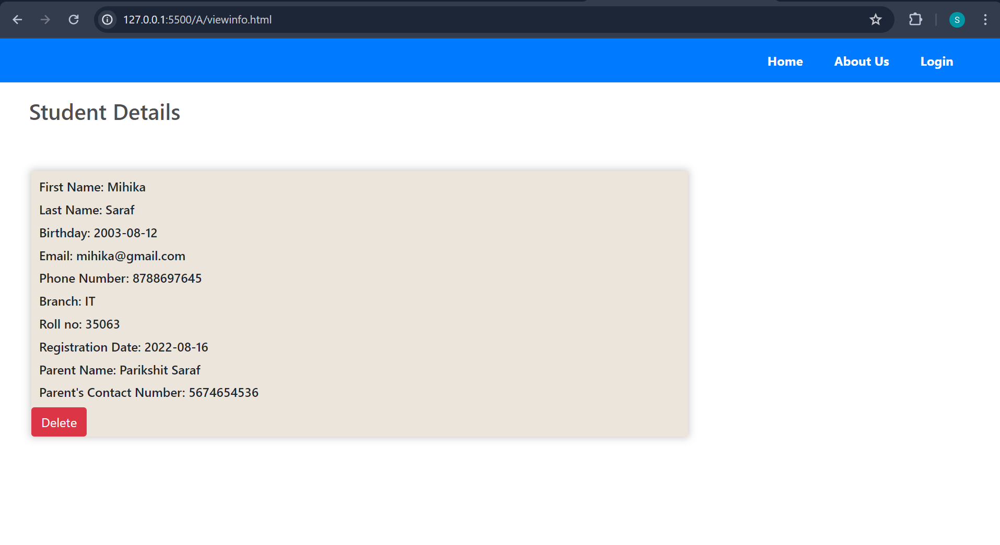 127.0.0.1:5500/A/viewinfo.html
S
Home About Us Login
Student Details
First Name: Mihika
Last Name: Saraf
Birthday: 2003-08-12
Email: mihika@gmail.com
Phone Number: 8788697645
Branch: IT
Roll no: 35063
Registration Date: 2022-08-16
Parent Name: Parikshit Saraf
Parent's Contact Number: 5674654536
Delete